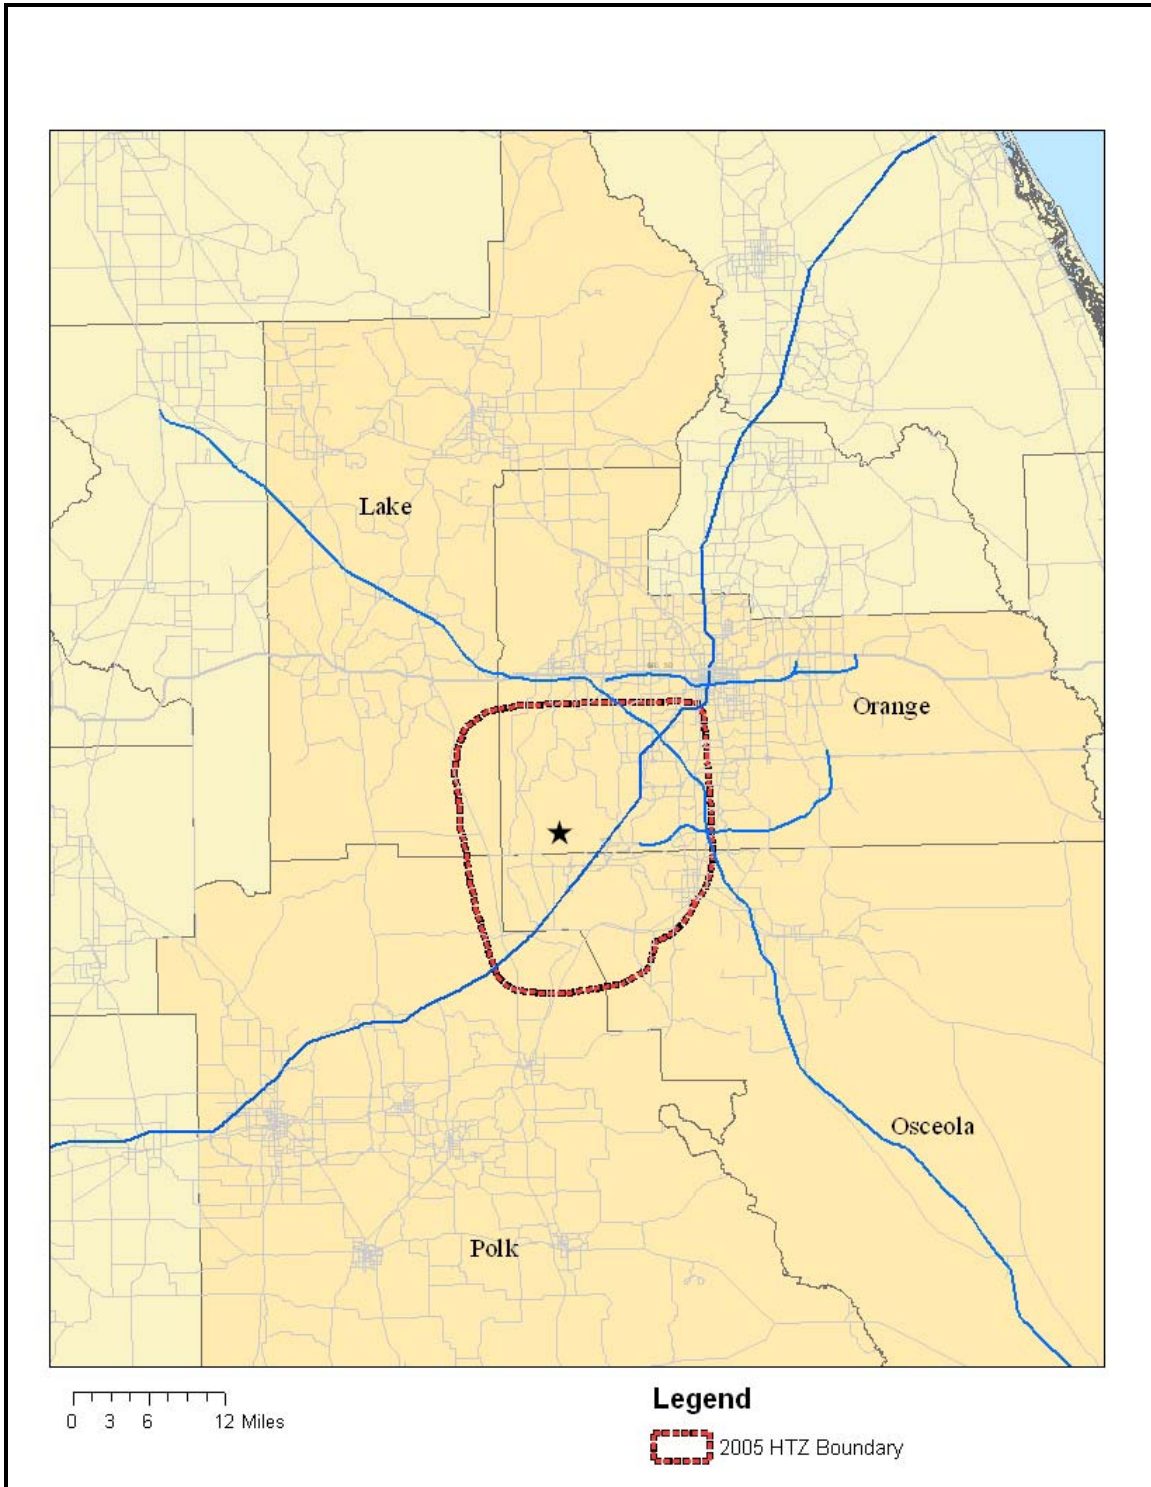 Lake
Orange
Osceola
Polk
0 3 6 12 Miles
Legend
2005 HTZ Boundary